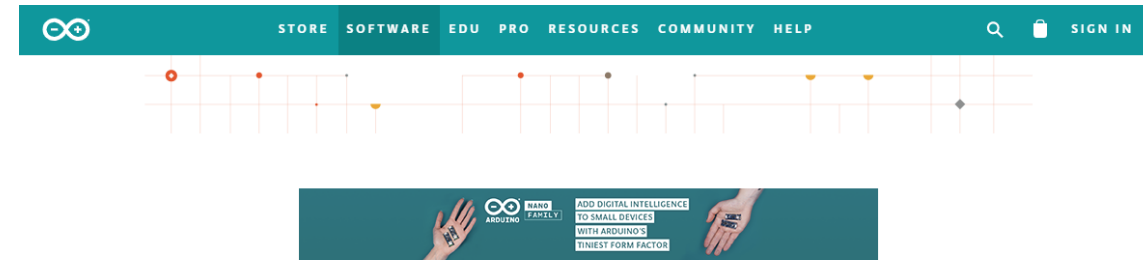 STORE SOFTWARE EDU PRO RESOURCES COMMUNITY HELP SIGN IN
ARDUINO
NANO
FAMILY
ADD DIGITAL INTELLIGENCE
TO SMALL DEVICES
WITH ARDUINO'S
TINIEST FORM FACTOR